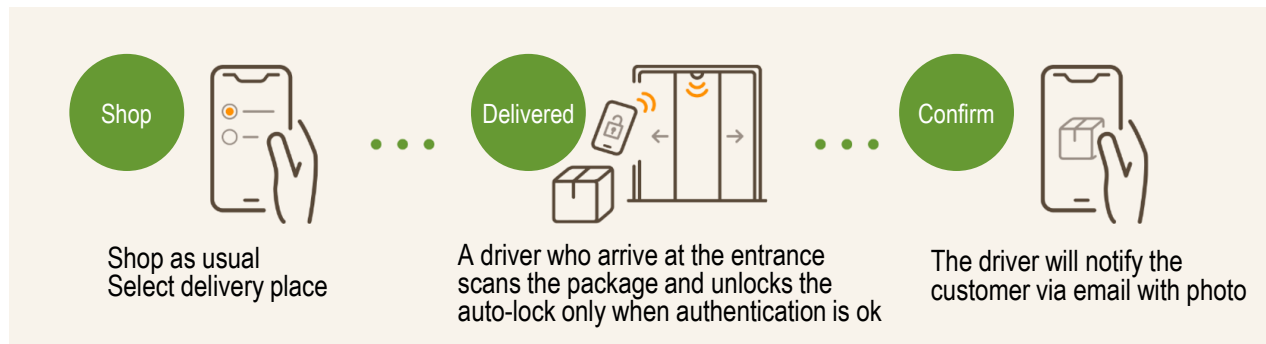 Shop
Delivered
Confirm
Shop as usual
Select delivery place
A driver who arrive at the entrance
scans the package and unlocks the
auto-lock only when authentication is ok
The driver will notify the
customer via email with photo